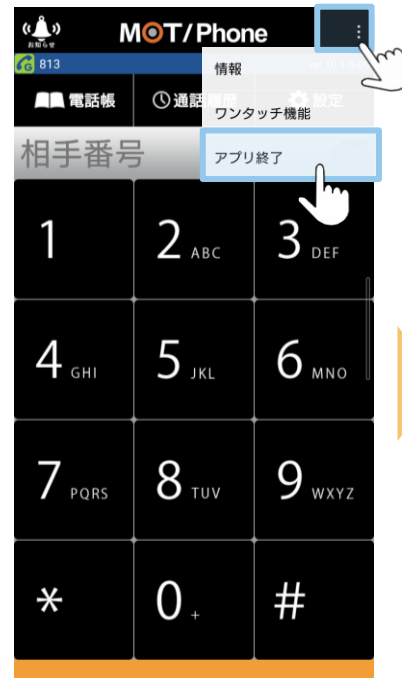 お知らせ
MOT/Phone
813
情報
電話帳
通話
設定
ワンタッチ機能
相手番号
アプリ終了
1
2 ABC
3 DEF
4 GHI
5 JKL
6 MNO
7 PQRS
8 TUV
9 WXYZ
*
0 +
#